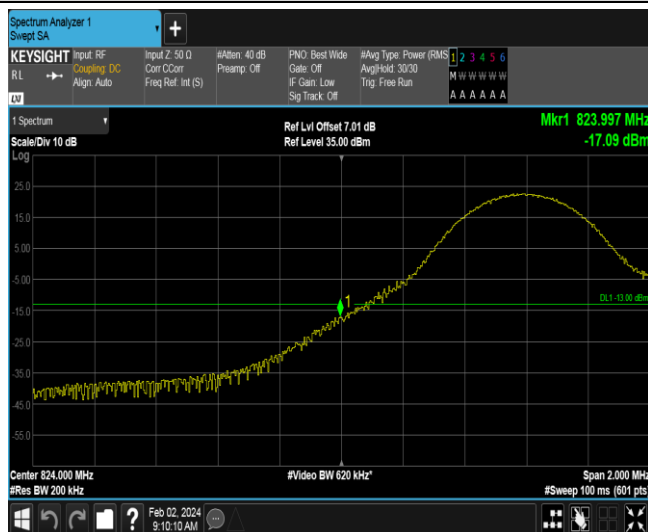 Spectrum Analyzer 1
Swept SA
+
KEYSIGHT
RL
LXI
Input: RF
Coupling: DC
Align: Auto
Input Z: 50 Ω
Corr CCorr
Freq Ref: Int (S)
#Atten: 40 dB
Preamp: Off
PNO: Best Wide
Gate: Off
IF Gain: Low
Sig Track: Off
#Avg Type: Power (RMS
Avg|Hold: 30/30
Trig: Free Run
1 2 3 4 5 6
M W W W W W
A A A A A A
1 Spectrum
Scale/Div 10 dB
Log
Ref Lvl Offset 7.01 dB
Ref Level 35.00 dBm
Mkr1 823.997 MHz
-17.09 dBm
25.0
15.0
5.00
-5.00
-15.0
-25.0
-35.0
-45.0
-55.0
1
DL1 -13.00 dBm
Center 824.000 MHz
#Res BW 200 kHz
#Video BW 620 kHz*
Span 2.000 MHz
#Sweep 100 ms (601 pts)
?
Feb 02, 2024
9:10:10 AM